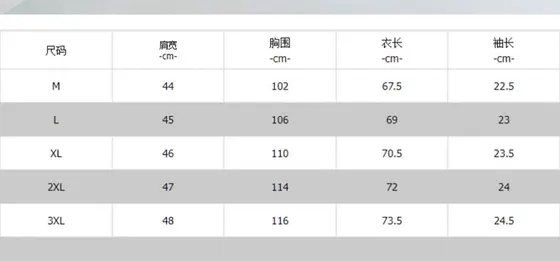 尺码 肩宽 -cm- 胸围 -cm- 衣长 -cm- 袖长 -cm-
M 44 102 67.5 22.5
L 45 106 69 23
XL 46 110 70.5 23.5
2XL 47 114 72 24
3XL 48 116 73.5 24.5